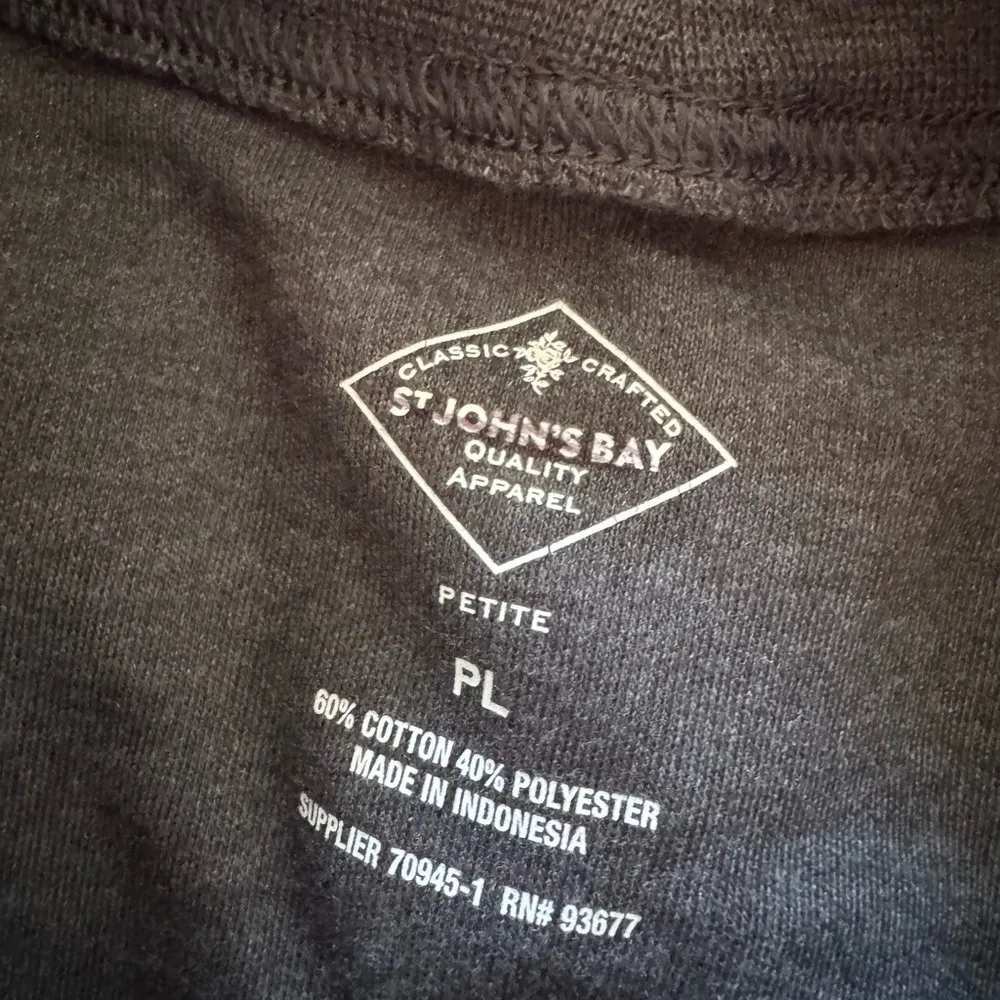 CLASSIC CRAFTED
ST JOHN'S BAY
QUALITY
APPAREL
PETITE
PL
60% COTTON 40% POLYESTER
MADE IN INDONESIA
SUPPLIER 70945-1 RN# 93677